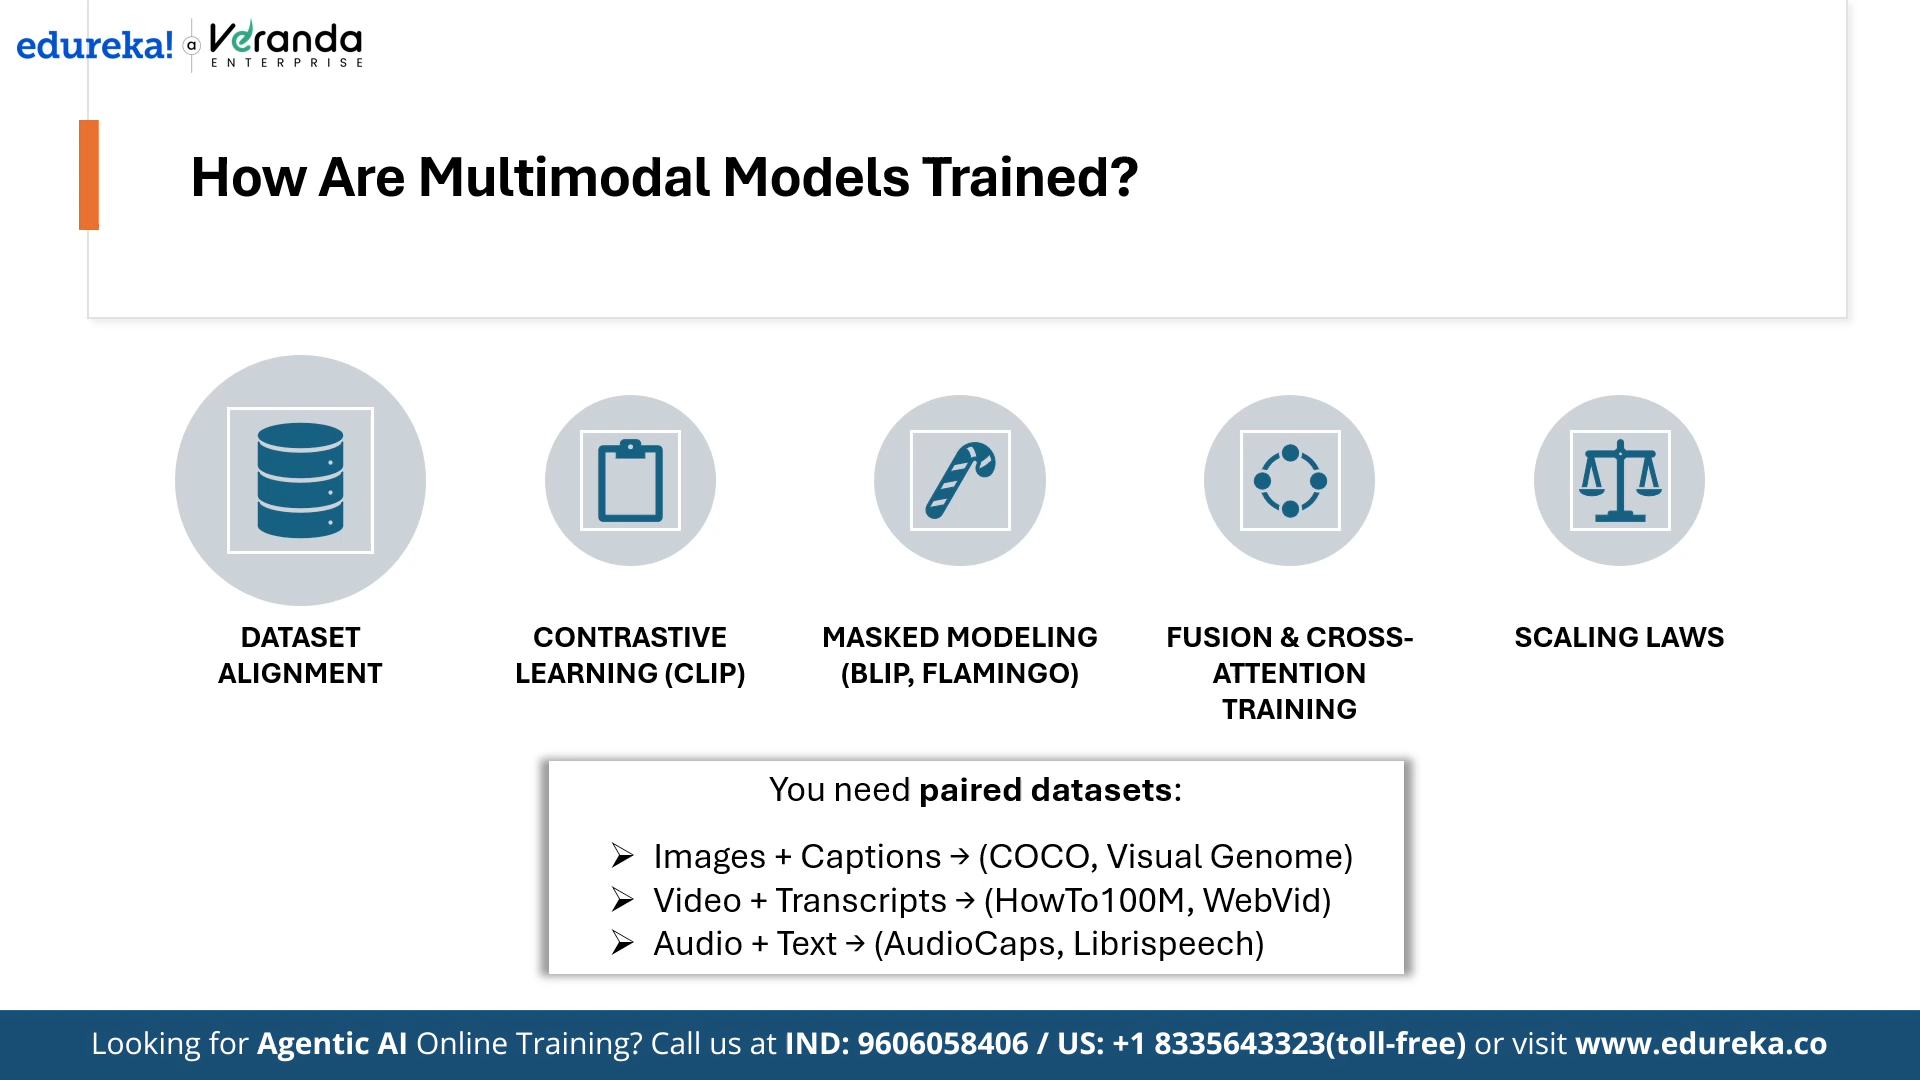 edureka! a Veranda
ENTERPRISE
How Are Multimodal Models Trained?
DATASET
ALIGNMENT
CONTRASTIVE
LEARNING (CLIP)
MASKED MODELING
(BLIP, FLAMINGO)
FUSION & CROSS-
ATTENTION
TRAINING
SCALING LAWS
You need paired datasets:
➢ Images + Captions → (COCO, Visual Genome)
➢ Video + Transcripts → (HowTo100M, WebVid)
➢ Audio + Text → (AudioCaps, Librispeech)
Looking for Agentic AI Online Training? Call us at IND: 9606058406 / US: +1 8335643323(toll-free) or visit www.edureka.co